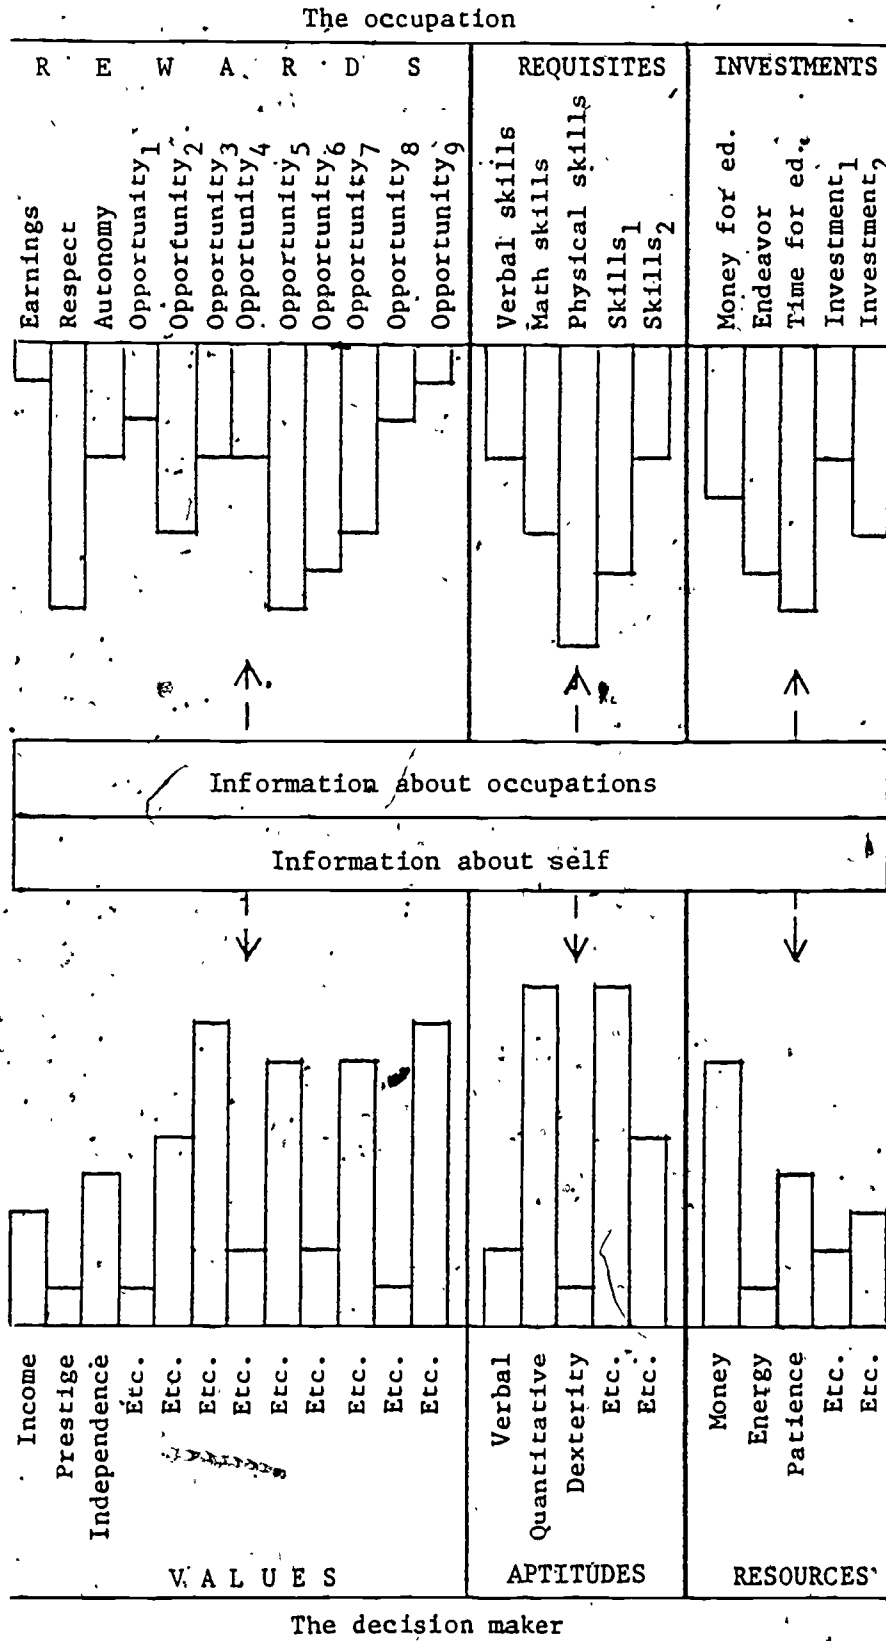 The occupation
R E W A R D S
REQUISITES
INVESTMENTS
Earnings
Respect
Autonomy
Opportunity1
Opportunity2
Opportunity3
Opportunity4
Opportunity5
Opportunity6
Opportunity7
Opportunity8
Opportunity9
Verbal skills
Math skills
Physical skills
Skills1
Skills2
Money for ed.
Endeavor
Time for ed.
Investment1
Investment2
Information about occupations
Information about self
Income
Prestige
Independence
Etc.
Etc.
Etc.
Etc.
Etc.
Etc.
Etc.
Etc.
Etc.
Verbal
Quantitative
Dexterity
Etc.
Etc.
Money
Energy
Patience
Etc.
Etc.
V A L U E S
APTITUDES
RESOURCES
The decision maker